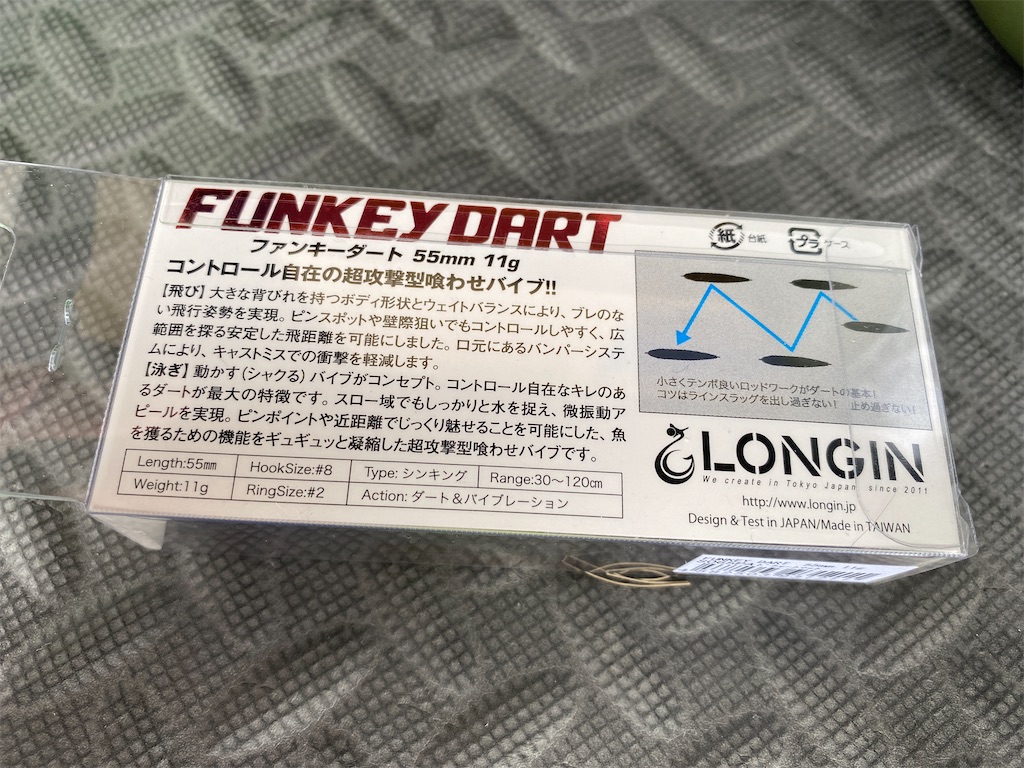 FUNKEY DART
ファンキーダート 55mm 11g
コントロール自在の超攻撃型喰わせバイブ!!
【飛び】大きな背びれを持つボディ形状とウェイトバランスにより、ブレのな
い飛行姿勢を実現。ピンスポットや壁際狙いでもコントロールしやすく、広
範囲を探る安定した飛距離を可能にしました。口元にあるバンパーシステ
ムにより、キャストミスでの衝撃を軽減します。
【泳ぎ】動かす(シャクる)バイブがコンセプト。コントロール自在なキレのあ
るダートが最大の特徴です。スロー域でもしっかりと水を捉え、微振動ア
ピールを実現。ピンポイントや近距離でじっくり魅せることを可能にした、魚
を獲るための機能をギュギュッと凝縮した超攻撃型喰わせバイブです。
Length:55mm HookSize:#8 Type: シンキング Range:30〜120cm
Weight:11g RingSize:#2 Action: ダート&バイブレーション
紙 台紙 プラ ケース
小さくテンポ良いロッドワークがダートの基本!
コツはラインスラッグを出し過ぎない! 止め過ぎない!
LONGIN
We create in Tokyo Japan since 2011
http://www.longin.jp
Design & Test in JAPAN/Made in TAIWAN
FUNKEY DART 55mm 11g